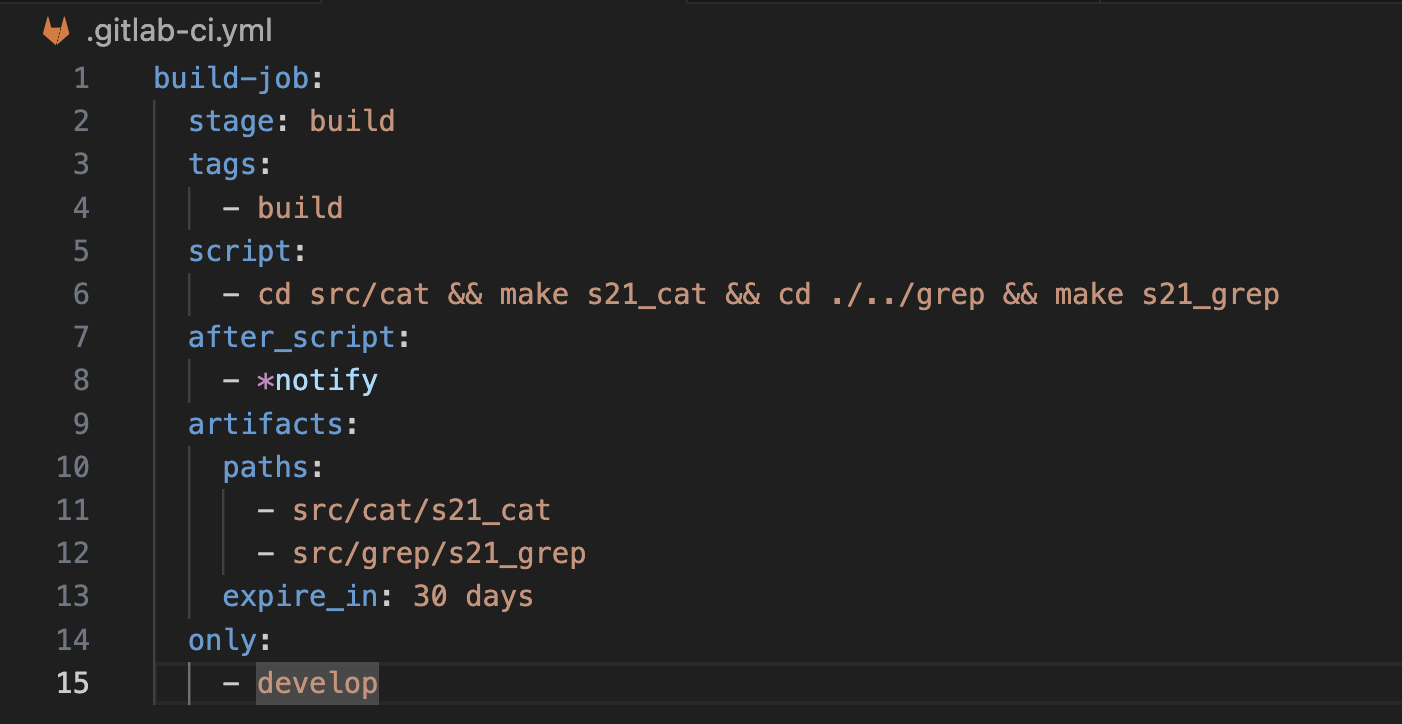 .gitlab-ci.yml
1 build-job:
2 stage: build
3 tags:
4 - build
5 script:
6 - cd src/cat && make s21_cat && cd ./../grep && make s21_grep
7 after_script:
8 - *notify
9 artifacts:
10 paths:
11 - src/cat/s21_cat
12 - src/grep/s21_grep
13 expire_in: 30 days
14 only:
15 - develop